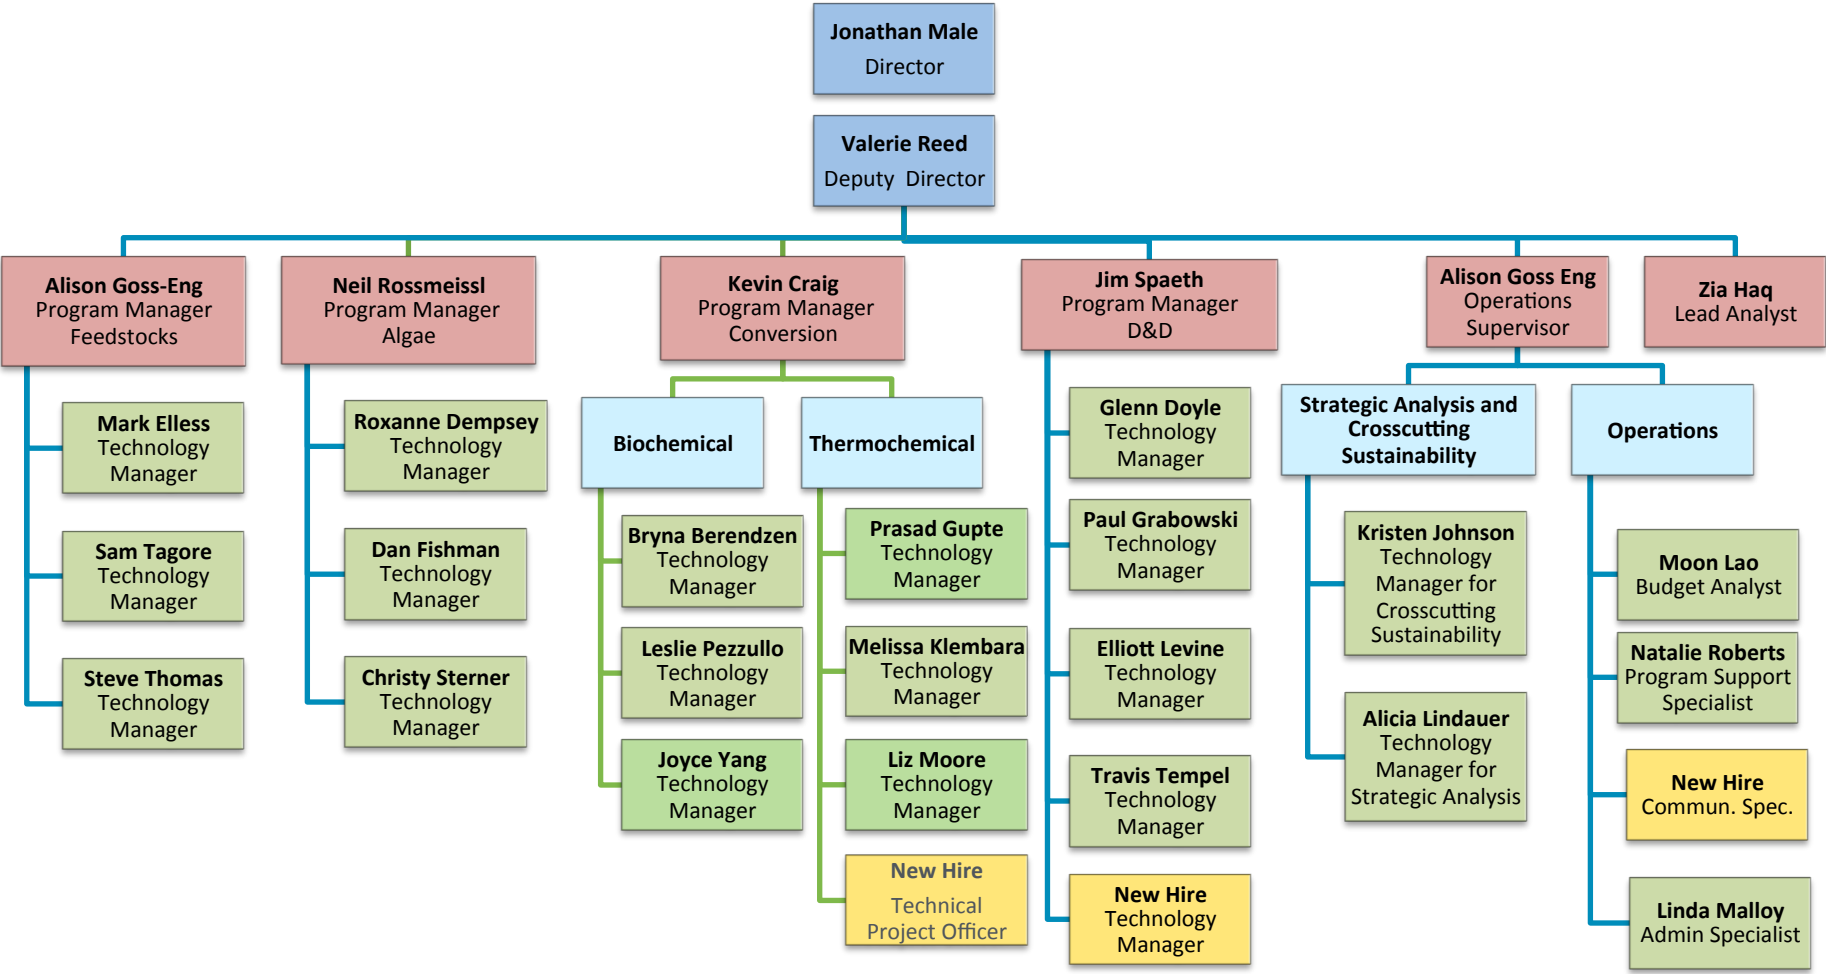 Jonathan Male
Director
Valerie Reed
Deputy Director
Alison Goss-Eng
Program Manager
Feedstocks
Neil Rossmeissl
Program Manager
Algae
Kevin Craig
Program Manager
Conversion
Jim Spaeth
Program Manager
D&D
Alison Goss Eng
Operations
Supervisor
Zia Haq
Lead Analyst
Mark Elless
Technology
Manager
Sam Tagore
Technology
Manager
Steve Thomas
Technology
Manager
Roxanne Dempsey
Technology
Manager
Dan Fishman
Technology
Manager
Christy Sterner
Technology
Manager
Biochemical
Bryna Berendzen
Technology
Manager
Leslie Pezzullo
Technology
Manager
Joyce Yang
Technology
Manager
Thermochemical
Prasad Gupte
Technology
Manager
Melissa Klembara
Technology
Manager
Liz Moore
Technology
Manager
New Hire
Technical
Project Officer
Glenn Doyle
Technology
Manager
Paul Grabowski
Technology
Manager
Elliott Levine
Technology
Manager
Travis Tempel
Technology
Manager
New Hire
Technology
Manager
Strategic Analysis and
Crosscutting
Sustainability
Kristen Johnson
Technology
Manager for
Crosscutting
Sustainability
Alicia Lindauer
Technology
Manager for
Strategic Analysis
Operations
Moon Lao
Budget Analyst
Natalie Roberts
Program Support
Specialist
New Hire
Commun. Spec.
Linda Malloy
Admin Specialist